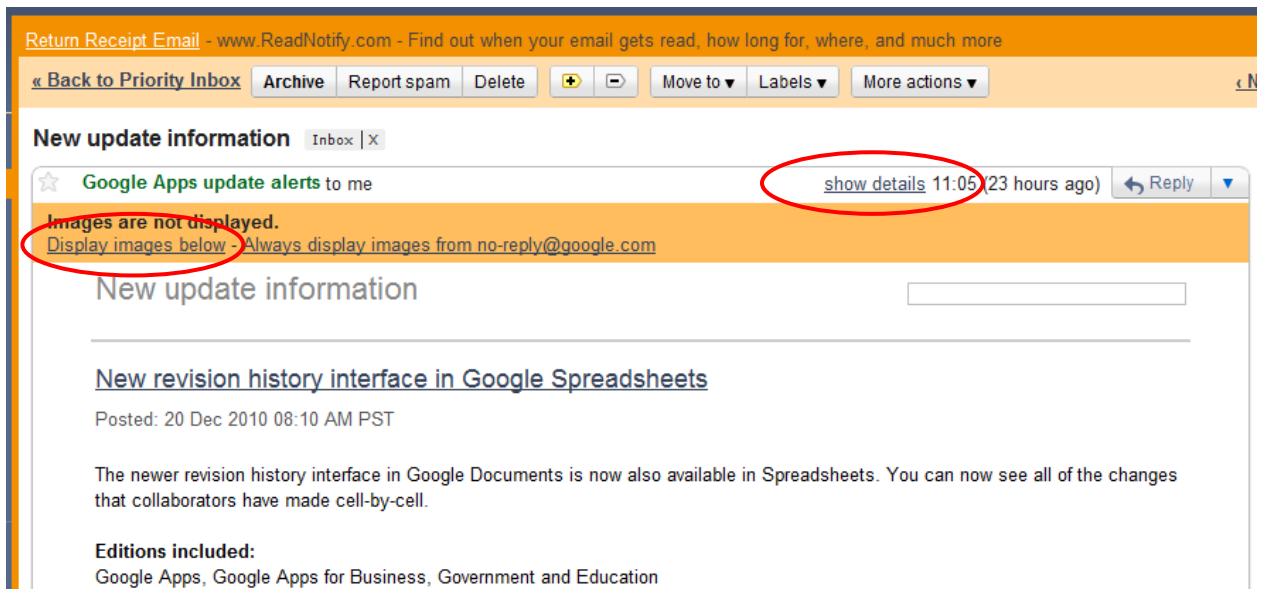 Return Receipt Email - www.ReadNotify.com - Find out when your email gets read, how long for, where, and much more
« Back to Priority Inbox Archive Report spam Delete Move to ▾ Labels ▾ More actions ▾ ‹ N
New update information Inbox | X
Google Apps update alerts to me show details 11:05 (23 hours ago) Reply
Images are not displayed.
Display images below - Always display images from no-reply@google.com
New update information
New revision history interface in Google Spreadsheets
Posted: 20 Dec 2010 08:10 AM PST
The newer revision history interface in Google Documents is now also available in Spreadsheets. You can now see all of the changes
that collaborators have made cell-by-cell.
Editions included:
Google Apps, Google Apps for Business, Government and Education